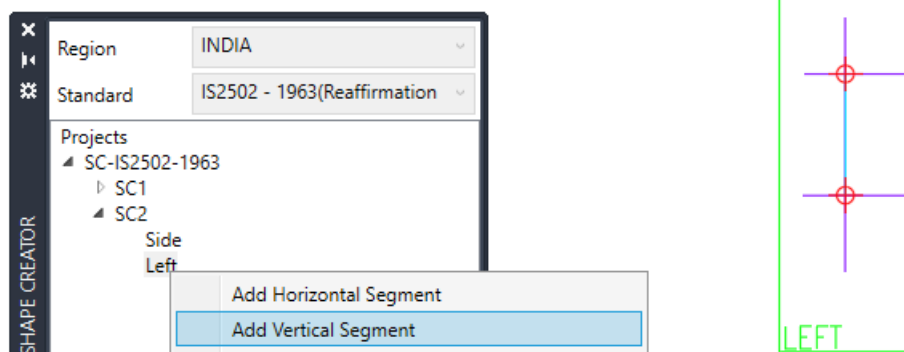 Region INDIA
Standard IS2502 - 1963(Reaffirmation
Projects
SC-IS2502-1963
SC1
SC2
Side
Left
Add Horizontal Segment
Add Vertical Segment
SHAPE CREATOR
LEFT